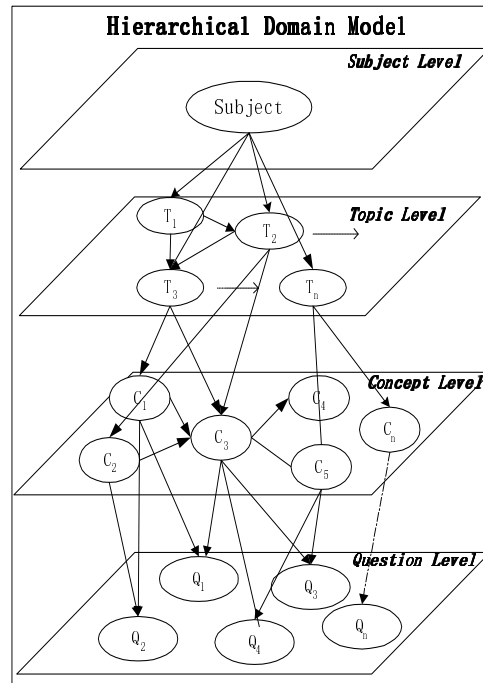 Hierarchical Domain Model
Subject Level
Subject
Topic Level
T1
T2
T3
Tn
Concept Level
C1
C4
C3
Cn
C2
C5
Question Level
Q1
Q3
Q2
Q4
Qn